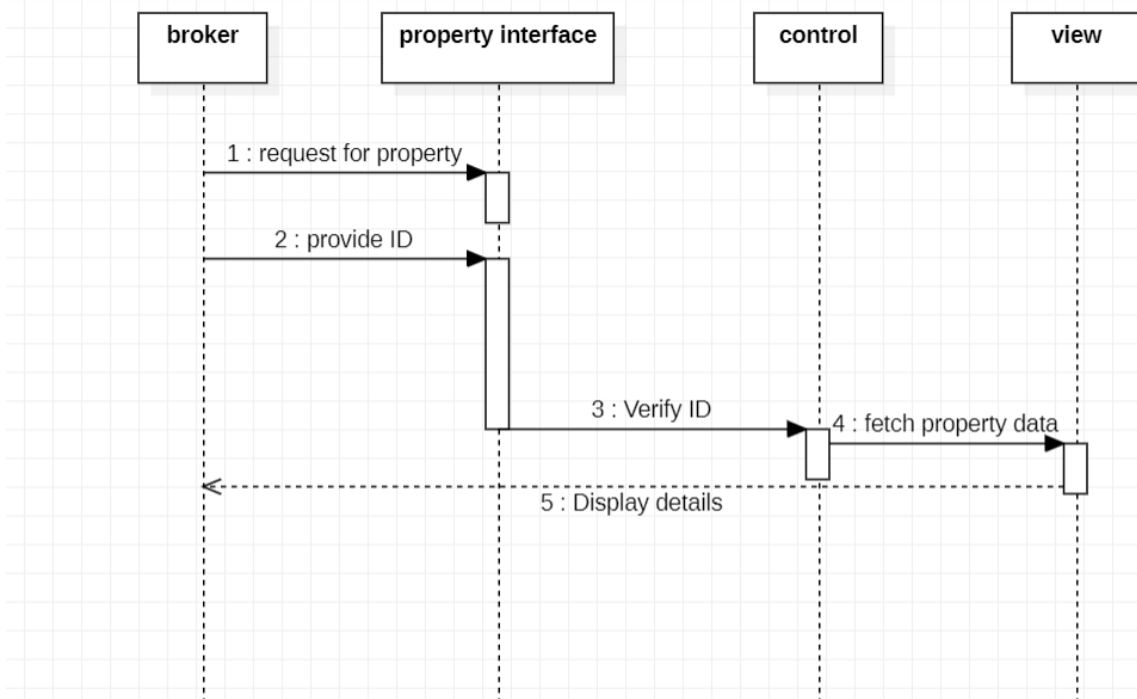 broker
property interface
control
view
1 : request for property
2 : provide ID
3 : Verify ID
4 : fetch property data
5 : Display details